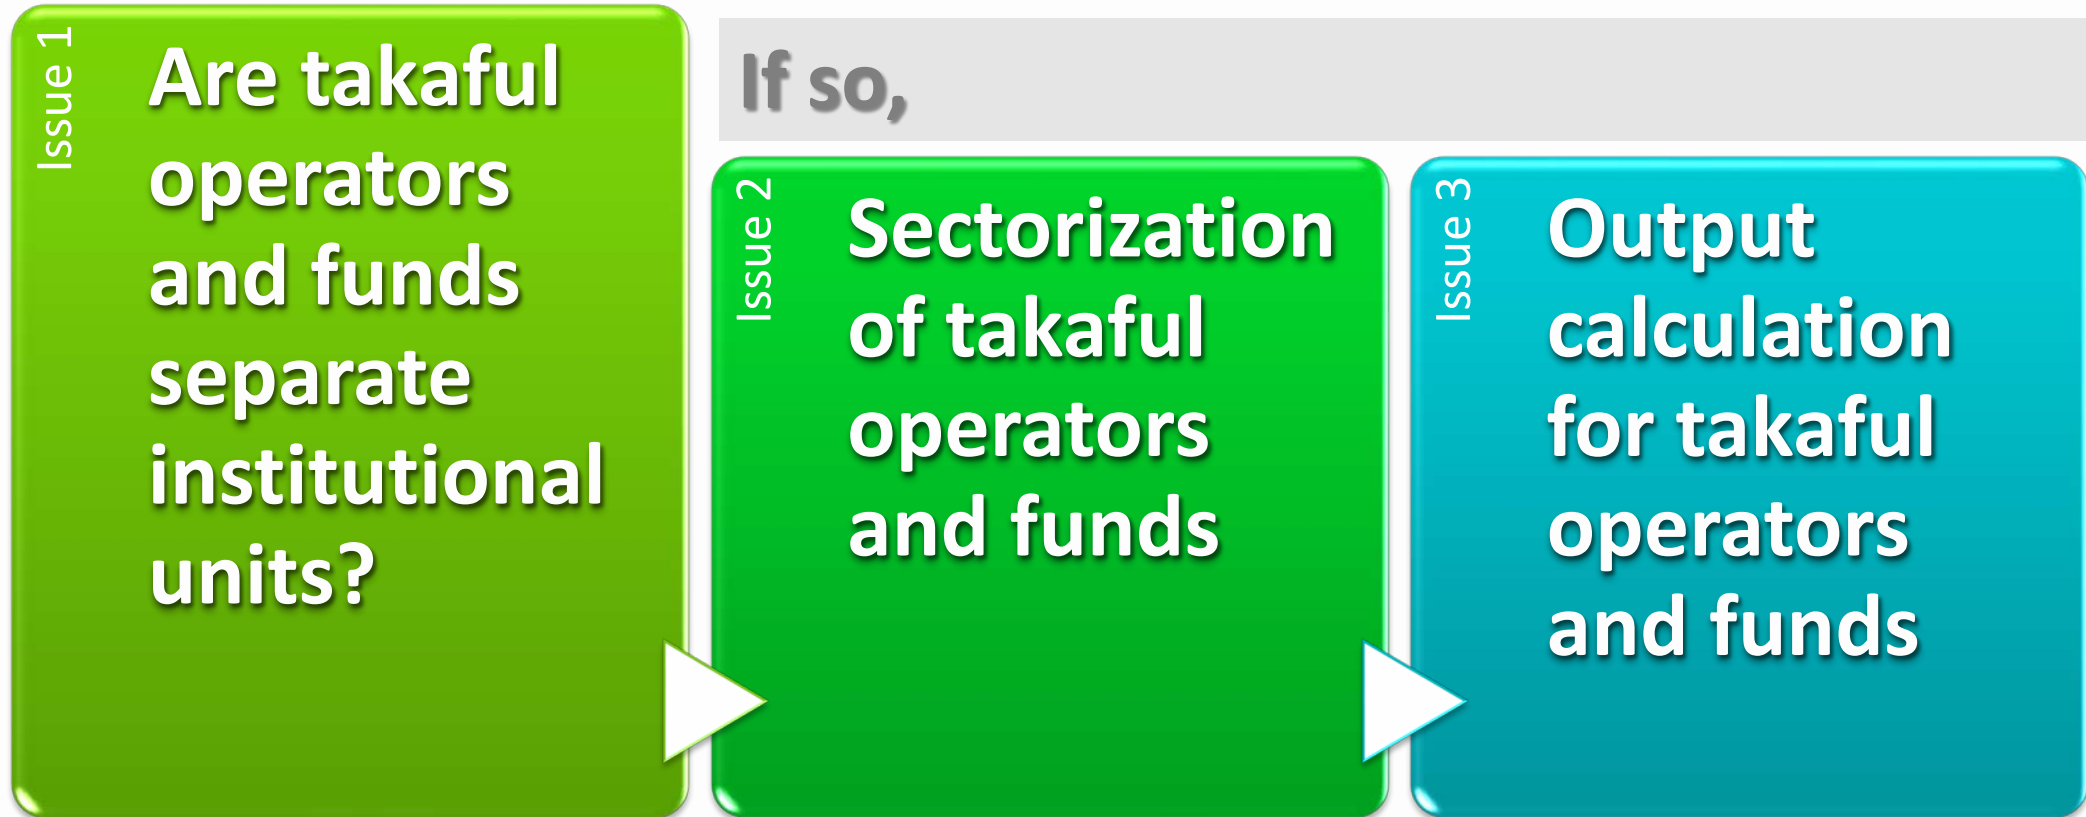 Issue 1
Are takaful
operators
and funds
separate
institutional
units?
If so,
Issue 2
Sectorization
of takaful
operators
and funds
Issue 3
Output
calculation
for takaful
operators
and funds